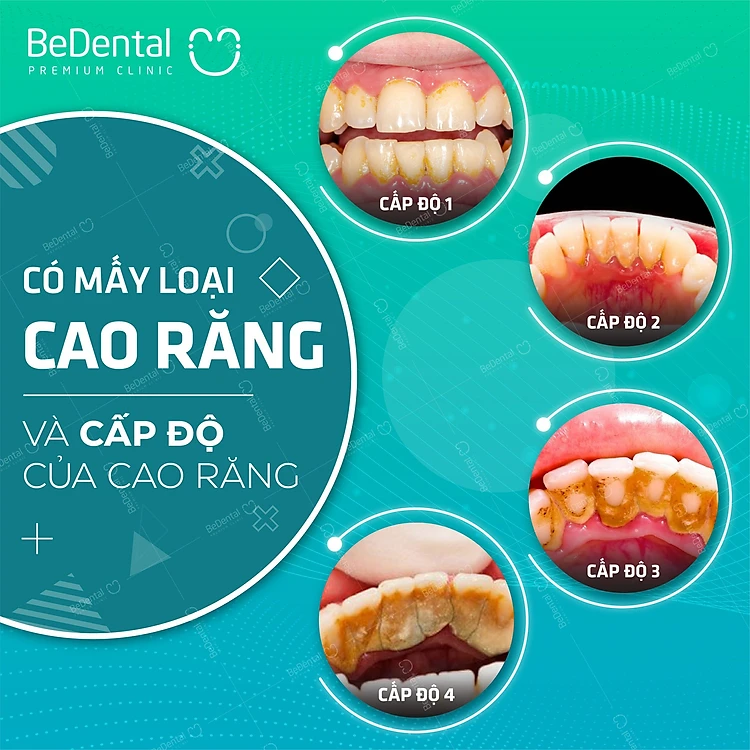 BeDental
PREMIUM CLINIC
CÓ MẤY LOẠI
CAO RĂNG
VÀ CẤP ĐỘ
CỦA CAO RĂNG
CẤP ĐỘ 1
CẤP ĐỘ 2
CẤP ĐỘ 3
CẤP ĐỘ 4